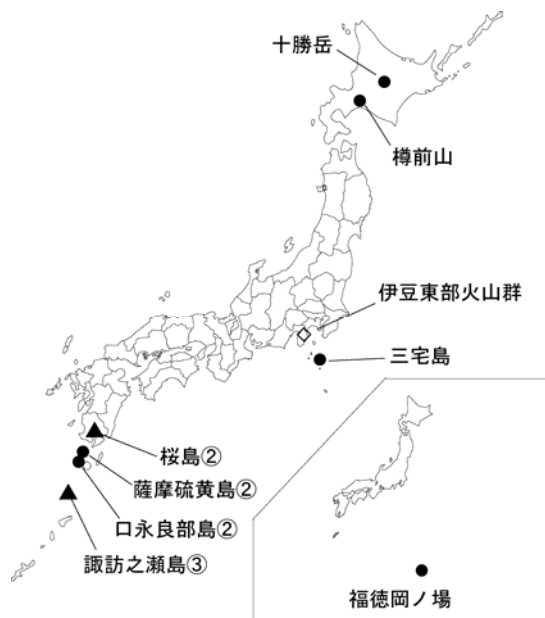 十勝岳
樽前山
伊豆東部火山群
三宅島
桜島②
薩摩硫黄島②
口永良部島②
諏訪之瀬島③
福徳岡ノ場